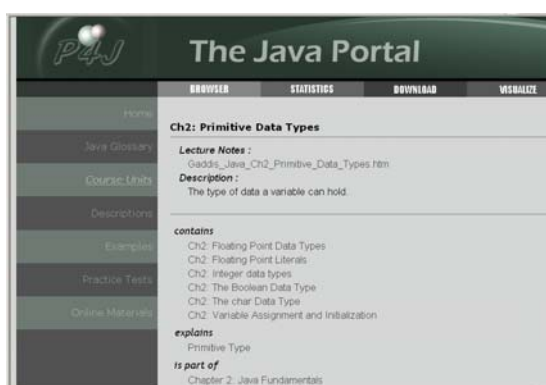 P4J
The Java Portal
BROWSER STATISTICS DOWNLOAD VISUALIZE
Home
Java Glossary
Course Units
Descriptions
Examples
Practice Tests
Online Materials
Ch2: Primitive Data Types
Lecture Notes :
Gaddis_Java_Ch2_Primitive_Data_Types.htm
Description :
The type of data a variable can hold.
contains
Ch2: Floating Point Data Types
Ch2: Floating Point Literals
Ch2: Integer data types
Ch2: The Boolean Data Type
Ch2: The char Data Type
Ch2: Variable Assignment and Initialization
explains
Primitive Type
is part of
Chapter 2: Java Fundamentals